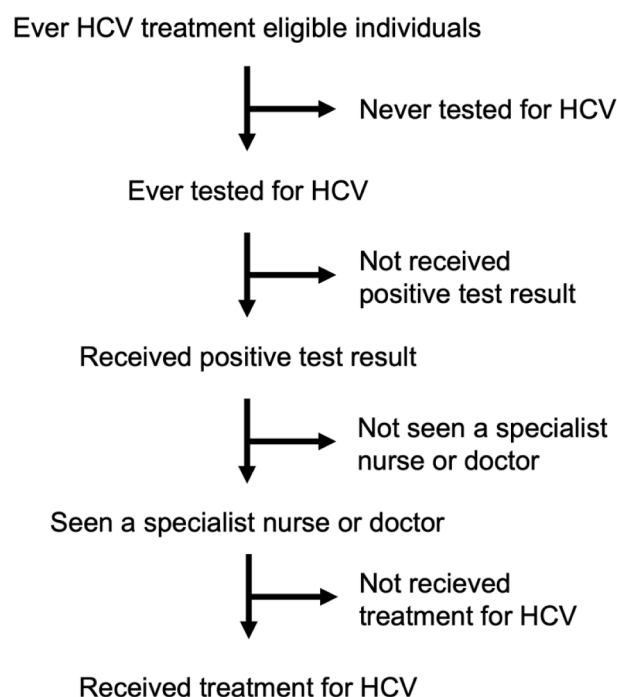 Ever HCV treatment eligible individuals
Never tested for HCV
Ever tested for HCV
Not received
positive test result
Received positive test result
Not seen a specialist
nurse or doctor
Seen a specialist nurse or doctor
Not recieved
treatment for HCV
Received treatment for HCV